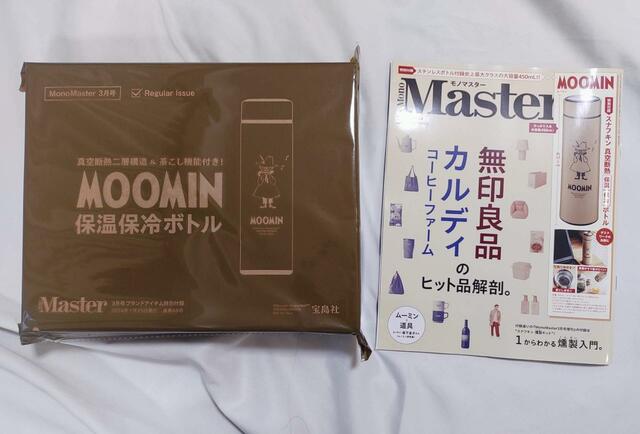 MonoMaster 3月号
Regular Issue
真空断熱二層構造 & 茶こし機能付き!
MOOMIN
保温保冷ボトル
MOOMIN
Master
3月号ブランドアイテム特別付録
宝島社
ステンレスボトル付録史上最大クラスの大容量450mL!!
モノマスター
MonoMaster
無印良品
カルディ
コーヒーファーム
の
ヒット品解剖。
ムーミン
の
道具
1からわかる燻製入門。
MOOMIN
スナフキン 真空断熱 保温保冷ボトル
MOOMIN